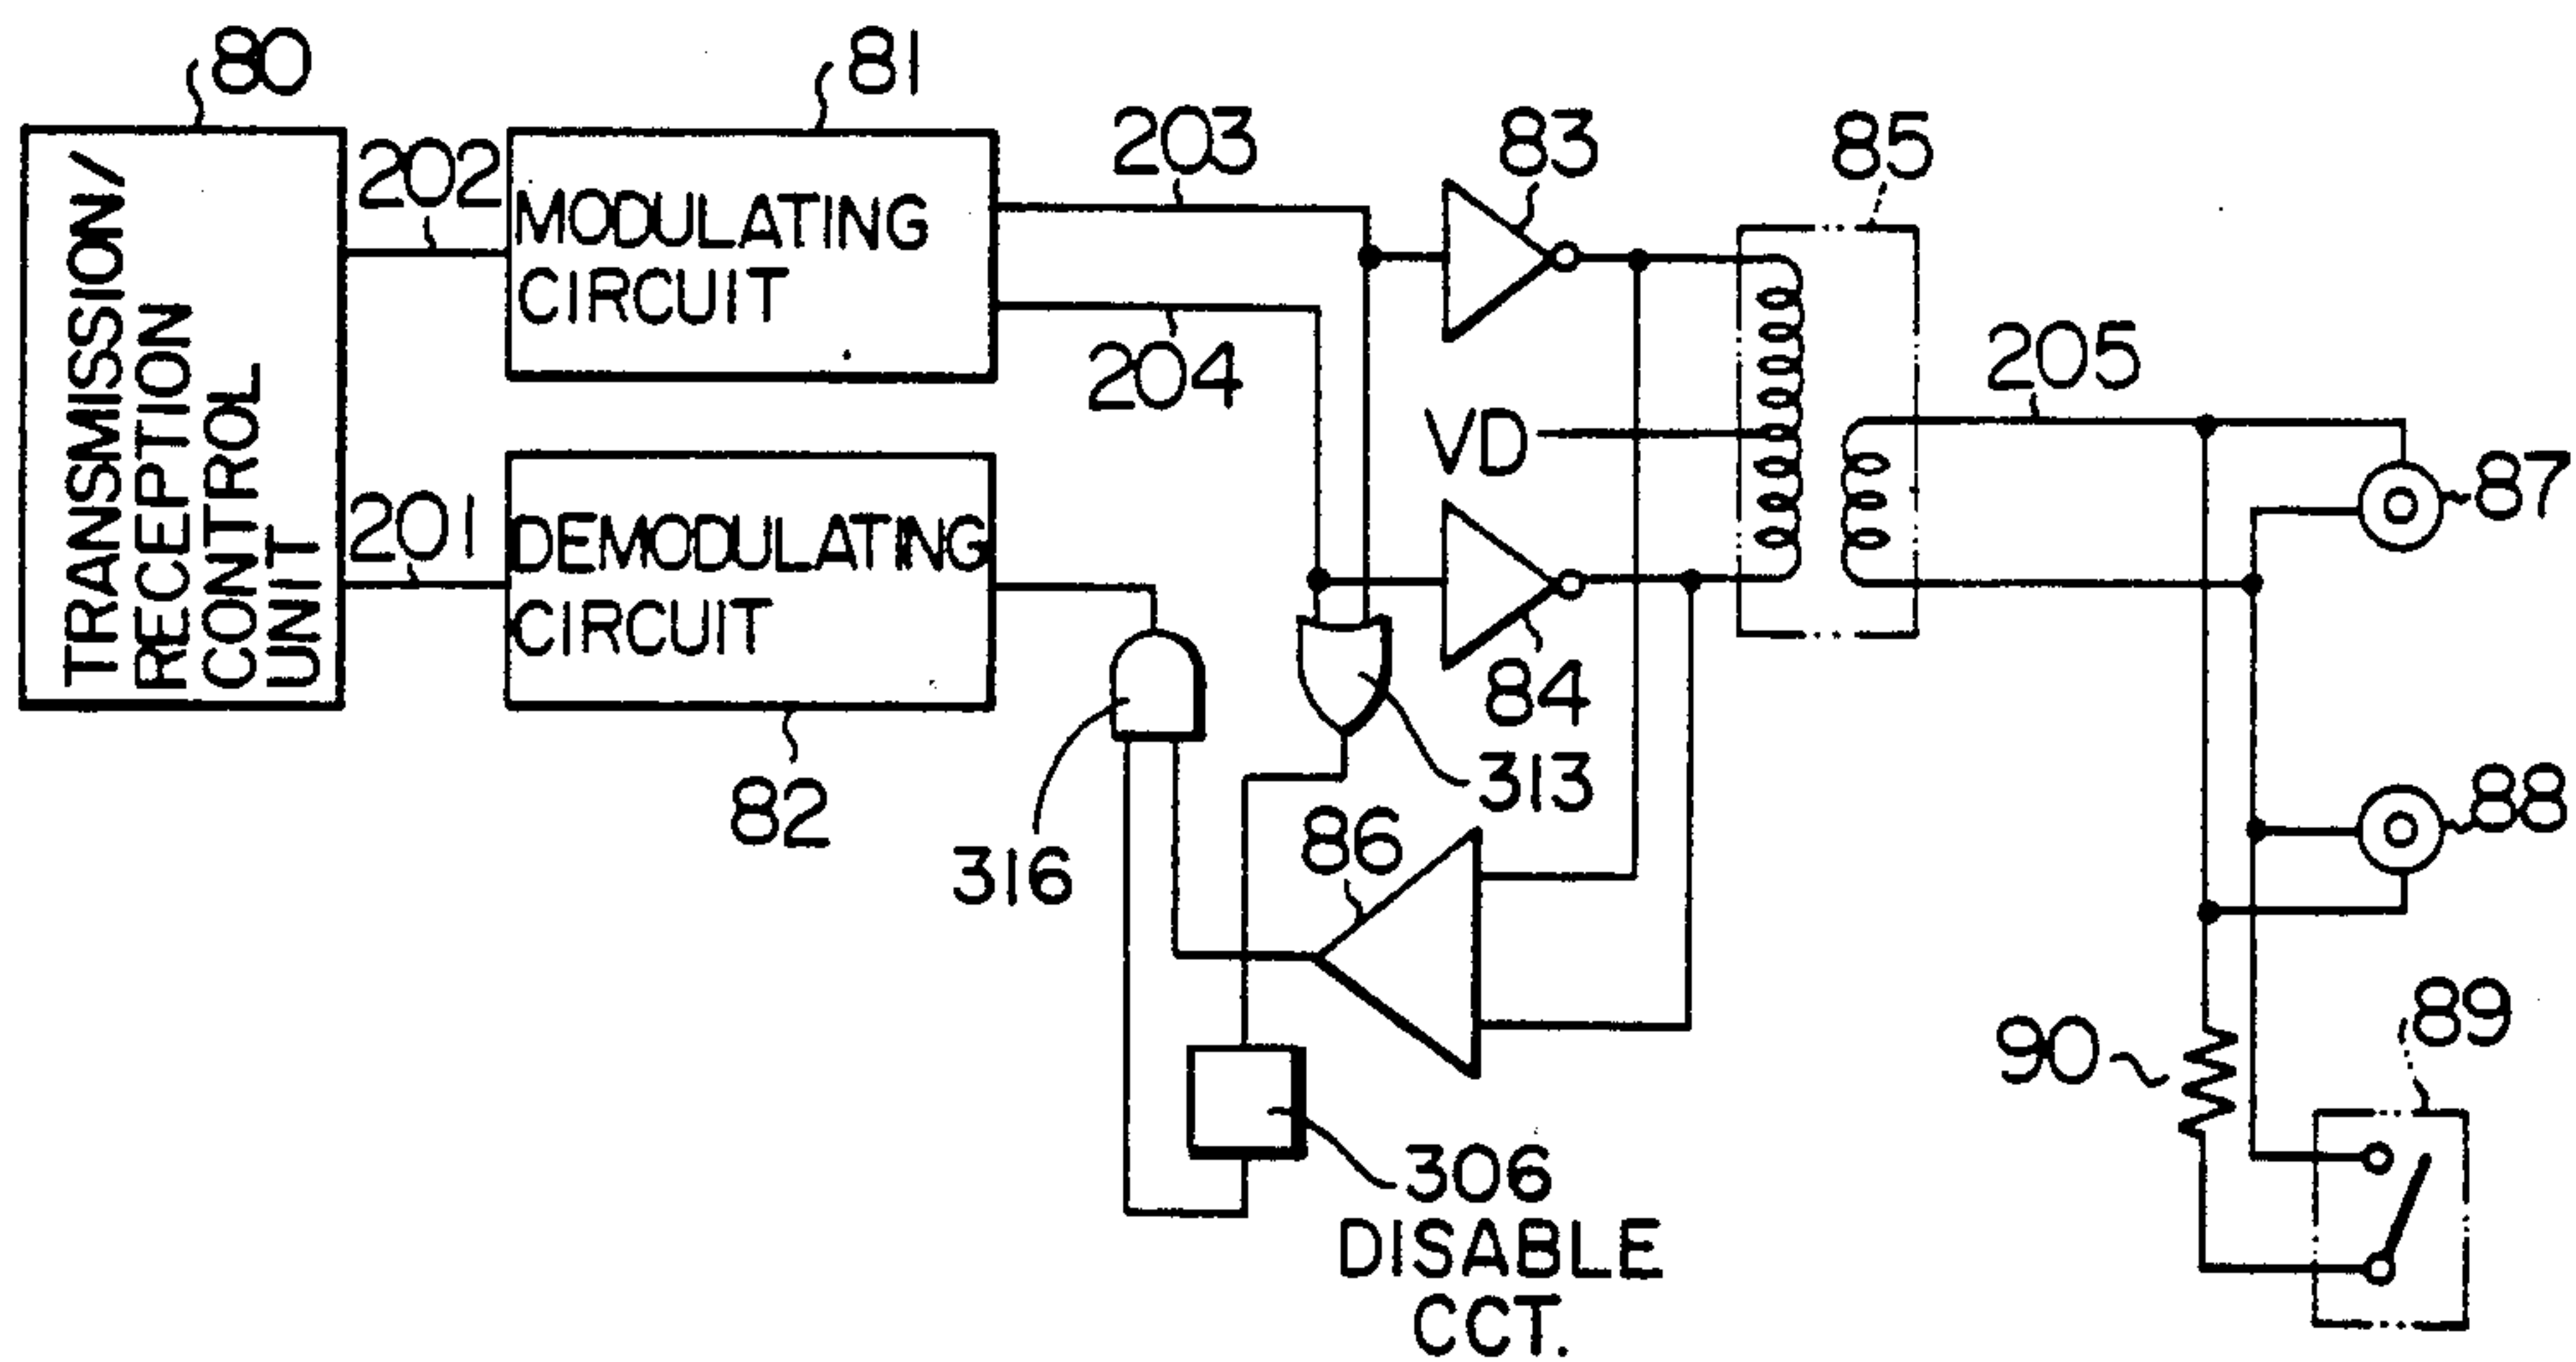 80
81
202
203
83
85
TRANSMISSION/
RECEPTION
CONTROL
UNIT
MODULATING
CIRCUIT
204
205
VD
87
201
DEMODULATING
CIRCUIT
84
313
82
316
86
88
90
89
306
DISABLE
CCT.